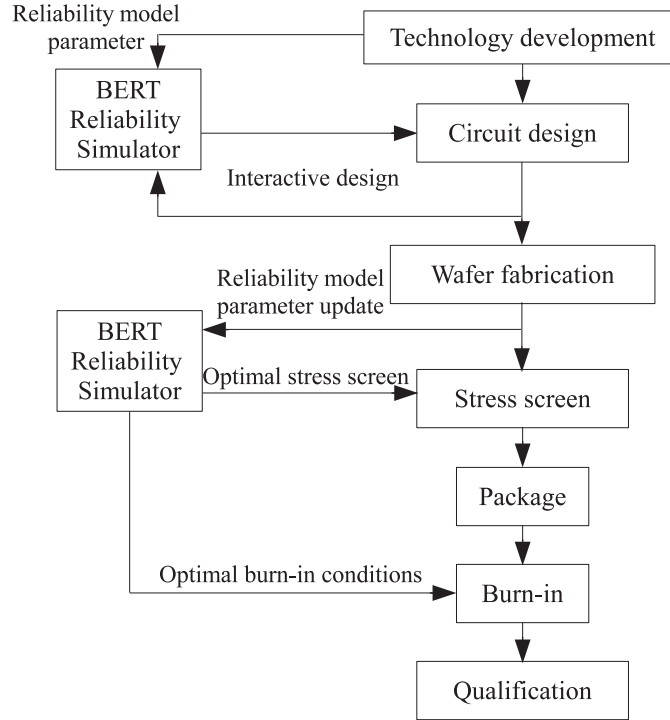 Reliability model
parameter
Technology development
BERT
Reliability
Simulator
Circuit design
Interactive design
Wafer fabrication
Reliability model
parameter update
BERT
Reliability
Simulator
Optimal stress screen
Stress screen
Package
Optimal burn-in conditions
Burn-in
Qualification